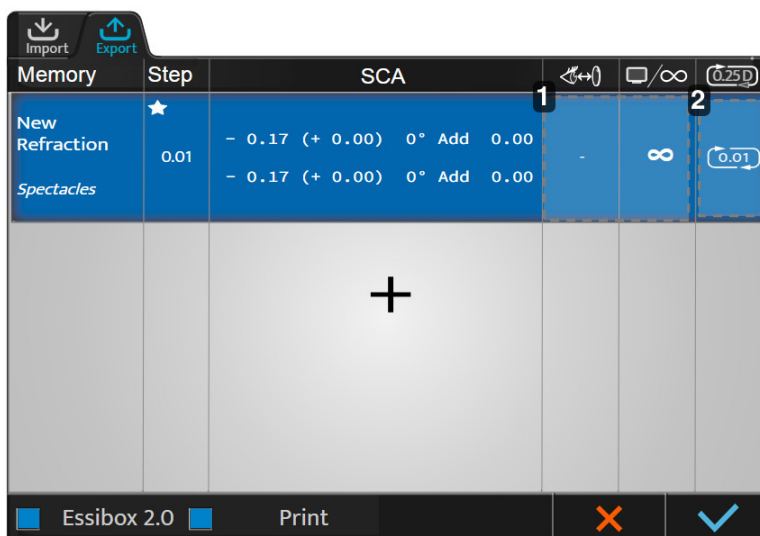 Import Export
Memory Step SCA ∞ 0.25D
1 2
New
Refraction
Spectacles
0.01
- 0.17 (+ 0.00) 0° Add 0.00
- 0.17 (+ 0.00) 0° Add 0.00
- ∞ 0.01
Essibox 2.0 Print